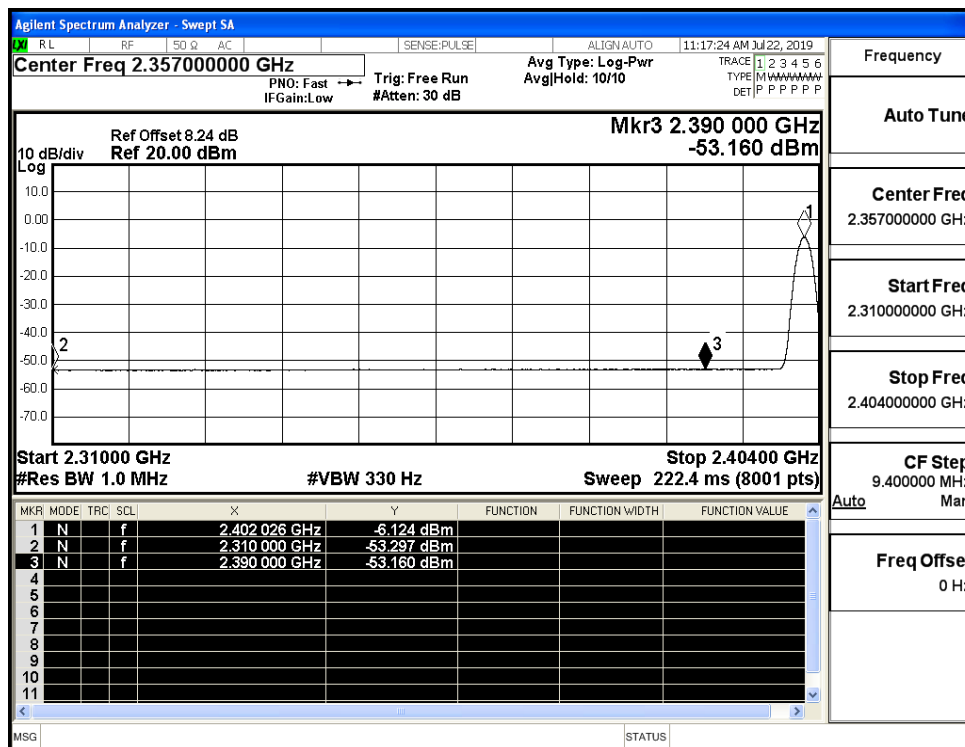 Agilent Spectrum Analyzer - Swept SA
LXI RL RF 50 Ω AC SENSE:PULSE ALIGN AUTO 11:17:24 AM Jul 22, 2019
Center Freq 2.357000000 GHz
PNO: Fast
IFGain:Low
Trig: Free Run
#Atten: 30 dB
Avg Type: Log-Pwr
Avg|Hold: 10/10
TRACE 1 2 3 4 5 6
TYPE M WWWWW
DET P P P P P P
Ref Offset 8.24 dB
Ref 20.00 dBm
10 dB/div
Log
Mkr3 2.390 000 GHz
-53.160 dBm
10.0
0.00
-10.0
-20.0
-30.0
-40.0
-50.0
-60.0
-70.0
1
2
3
Start 2.31000 GHz
Stop 2.40400 GHz
#Res BW 1.0 MHz
#VBW 330 Hz
Sweep 222.4 ms (8001 pts)
MKR MODE TRC SCL X Y FUNCTION FUNCTION WIDTH FUNCTION VALUE
1 N f 2.402 026 GHz -6.124 dBm
2 N f 2.310 000 GHz -53.297 dBm
3 N f 2.390 000 GHz -53.160 dBm
4
5
6
7
8
9
10
11
MSG
STATUS
Frequency
Auto Tune
Center Freq
2.357000000 GHz
Start Freq
2.310000000 GHz
Stop Freq
2.404000000 GHz
CF Step
9.400000 MHz
Auto Man
Freq Offse
0 Hz